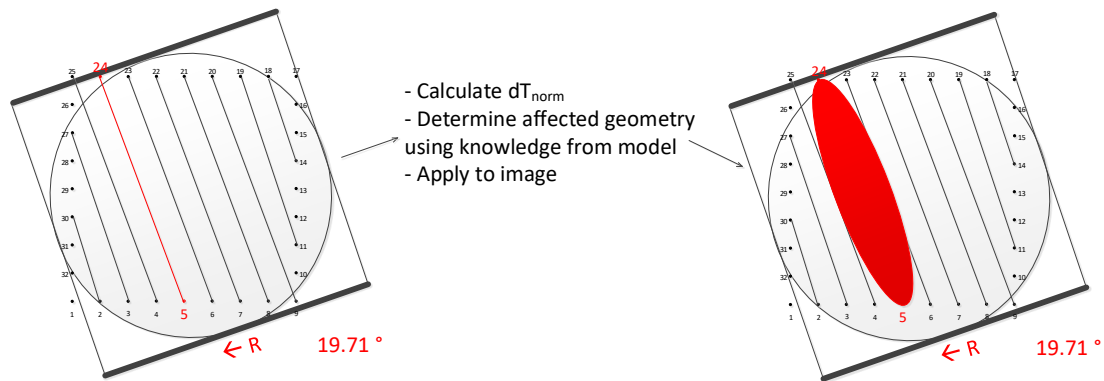 25 24 23 22 21 20 19 18 17
26
27
28 14
29 13
30 12
31 11
32 10
1 2 3 4 5 6 7 8 9
← R 19.71 °
- Calculate dTnorm
- Determine affected geometry
using knowledge from model
- Apply to image
25 24 23 22 21 20 19 18 17
26 16
27 15
28 14
29 13
30 12
31 11
32 10
1 2 3 4 5 6 7 8 9
← R 19.71 °